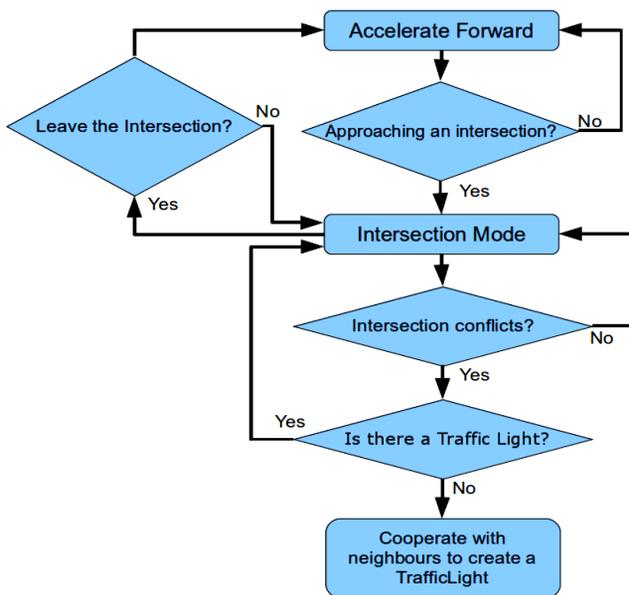 Accelerate Forward
No
Leave the Intersection?
Approaching an intersection?
No
Yes
Yes
Intersection Mode
Intersection conflicts?
No
Yes
Yes
Is there a Traffic Light?
No
Cooperate with
neighbours to create a
TrafficLight